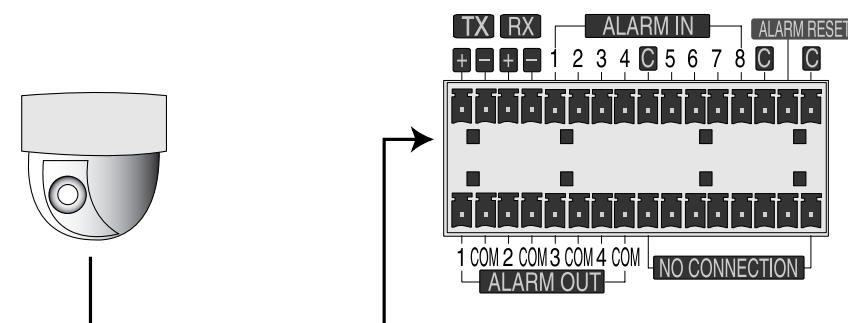 TX RX ALARM IN ALARM RESET
+ − + − 1 2 3 4 C 5 6 7 8 C C
1 COM 2 COM 3 COM 4 COM
ALARM OUT NO CONNECTION